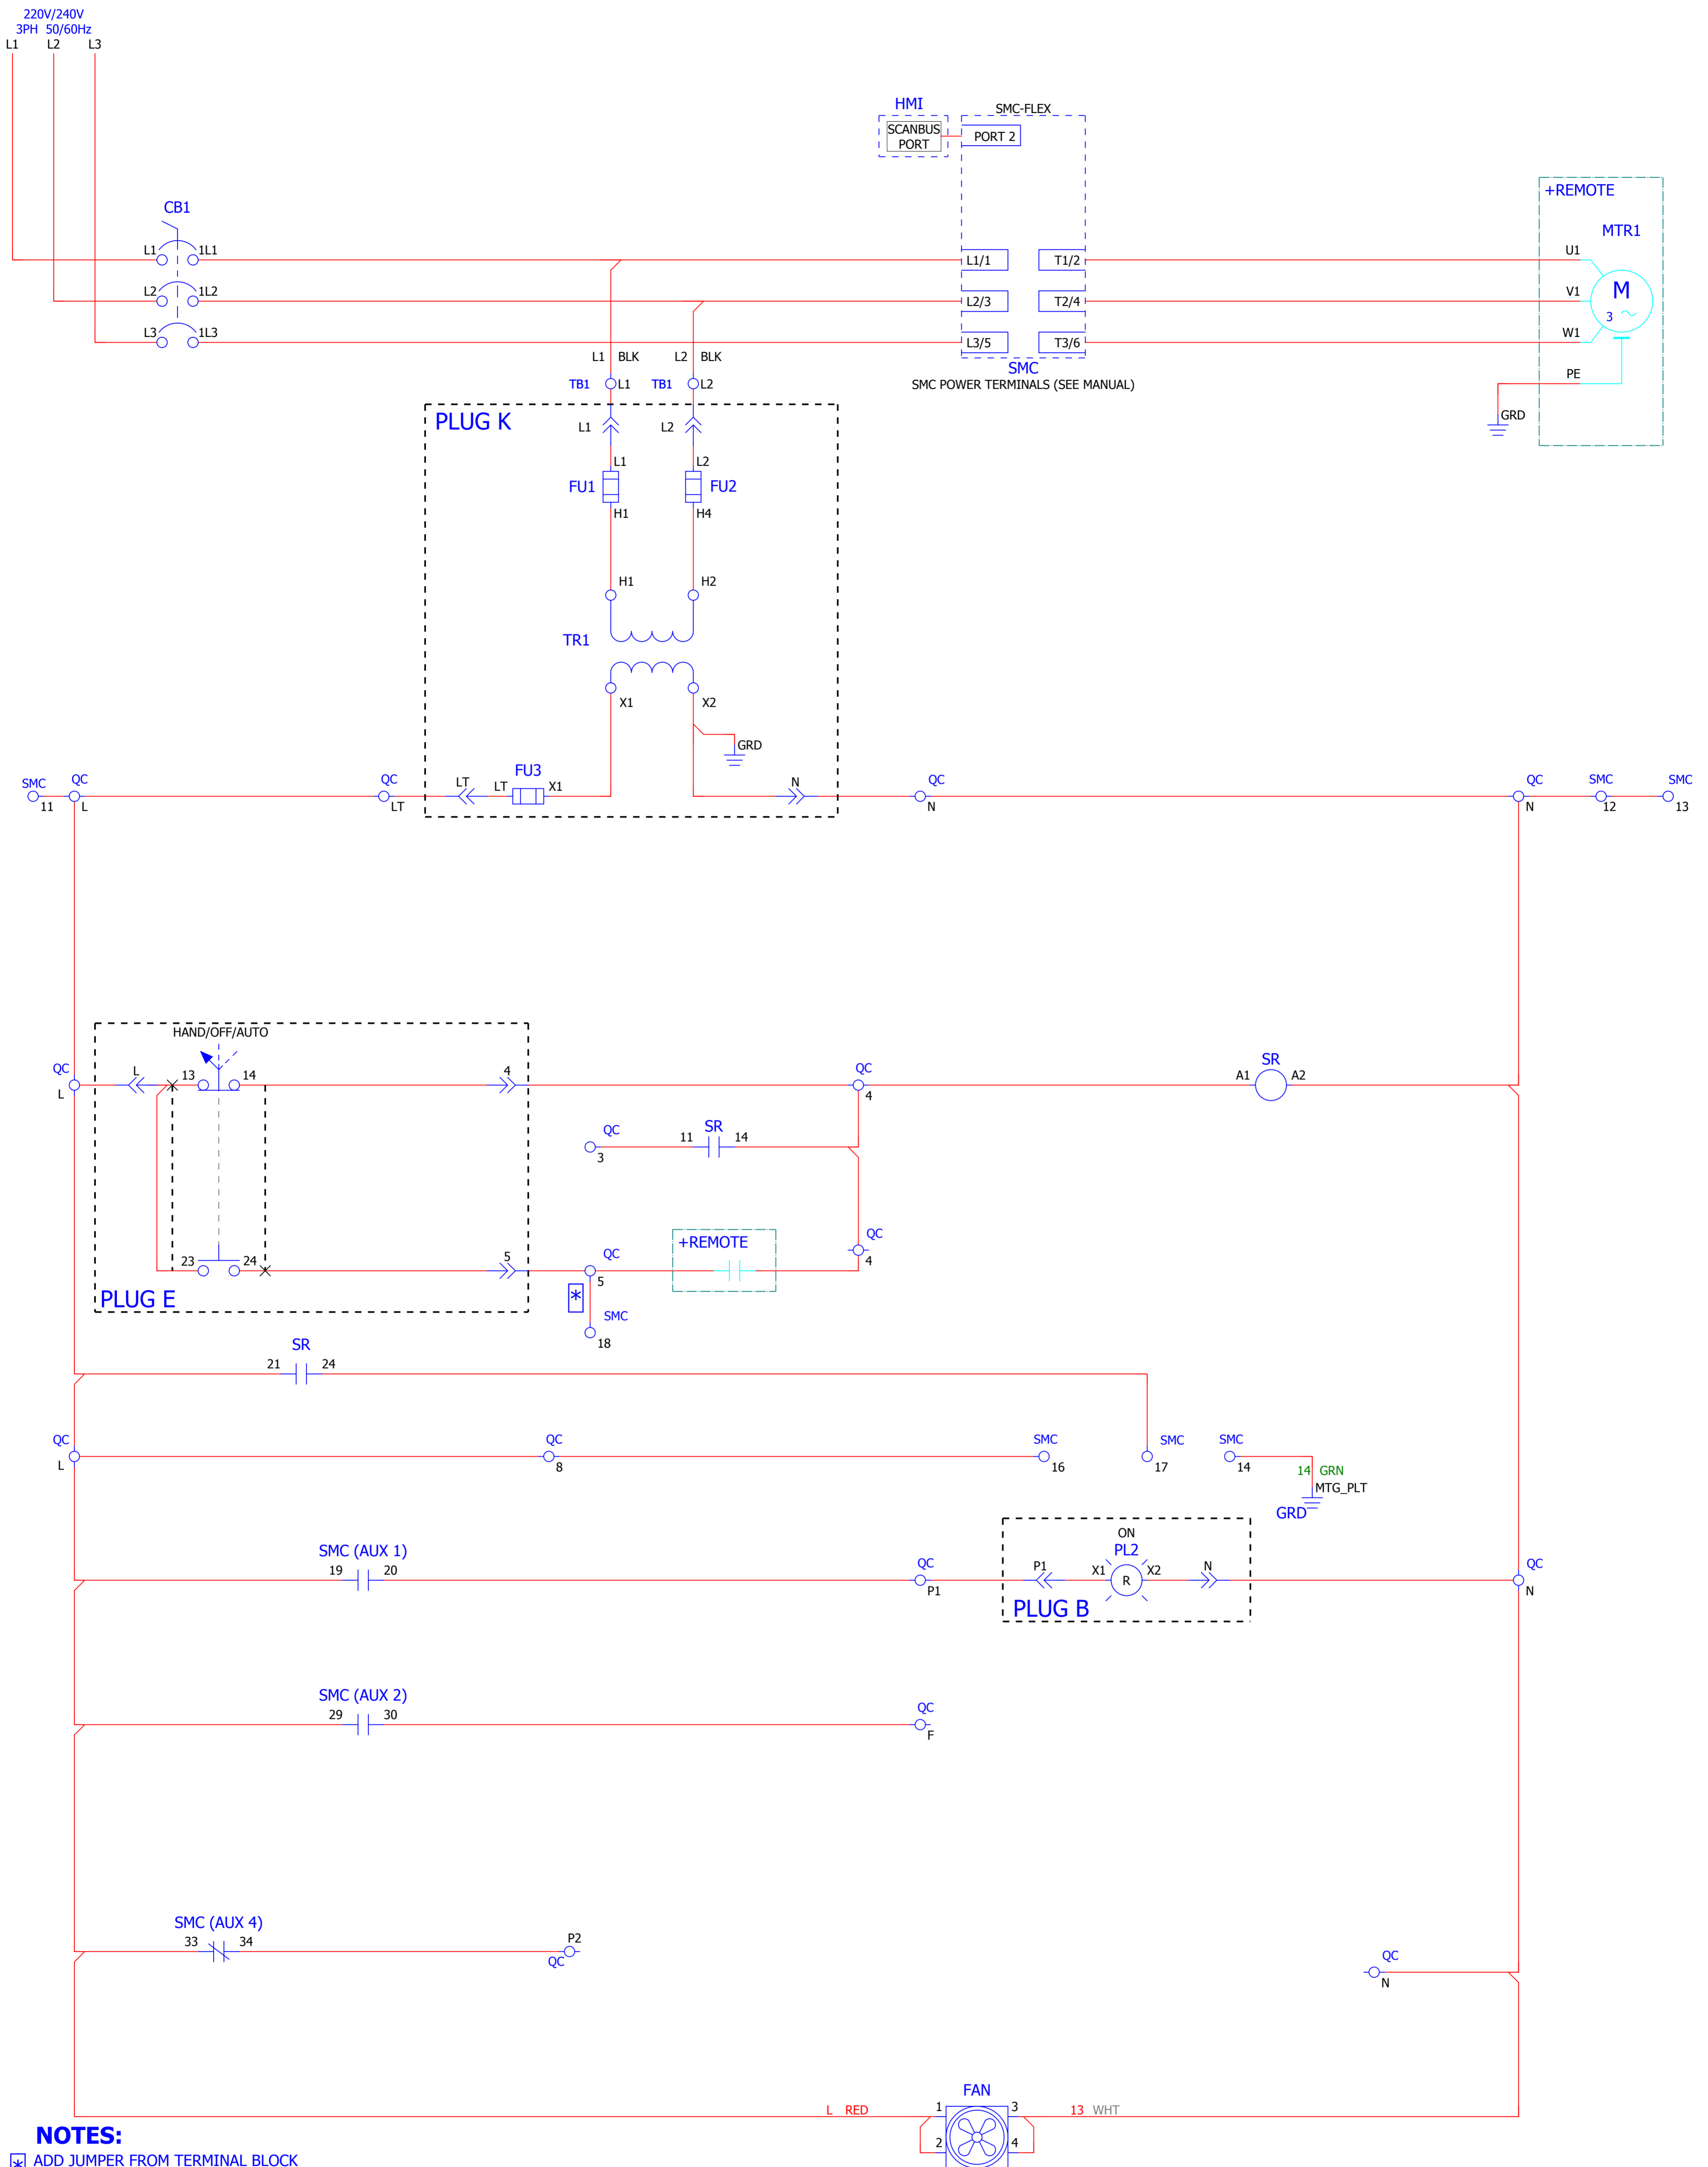 220V/240V
3PH 50/60Hz
L1 L2 L3
HMI
SMC-FLEX
SCANBUS
PORT
PORT 2
+REMOTE
CB1
MTR1
L1 1L1 L1/1 T1/2 U1
L2 1L2 L2/3 T2/4 V1
M
3
L3 1L3 L3/5 T3/6 W1
L1 BLK L2 BLK
SMC
SMC POWER TERMINALS (SEE MANUAL)
PE
TB1 L1 TB1 L2
GRD
PLUG K
L1 L2
L1 L2
FU1 FU2
H1 H4
H1 H2
TR1
X1 X2
GRD
FU3
SMC QC QC LT LT X1 N QC QC SMC SMC
11 L LT N N 12 13
HAND/OFF/AUTO
QC L 13 14 4 QC SR
A1 A2
L 4
QC 11 SR 14
3
+REMOTE
23 24 5 QC QC
5 4
PLUG E
*
SMC
18
SR
21 24
QC QC SMC SMC SMC
L 8 16 17 14
14 GRN
MTG_PLT
GRD
ON
PL2
SMC (AUX 1)
19 20 QC P1 X1 R X2 N QC
P1 N
PLUG B
SMC (AUX 2)
29 30 QC
F
SMC (AUX 4)
33 34 P2
QC
QC
N
FAN
L RED 1 3 13 WHT
2 4
NOTES:
* ADD JUMPER FROM TERMINAL BLOCK